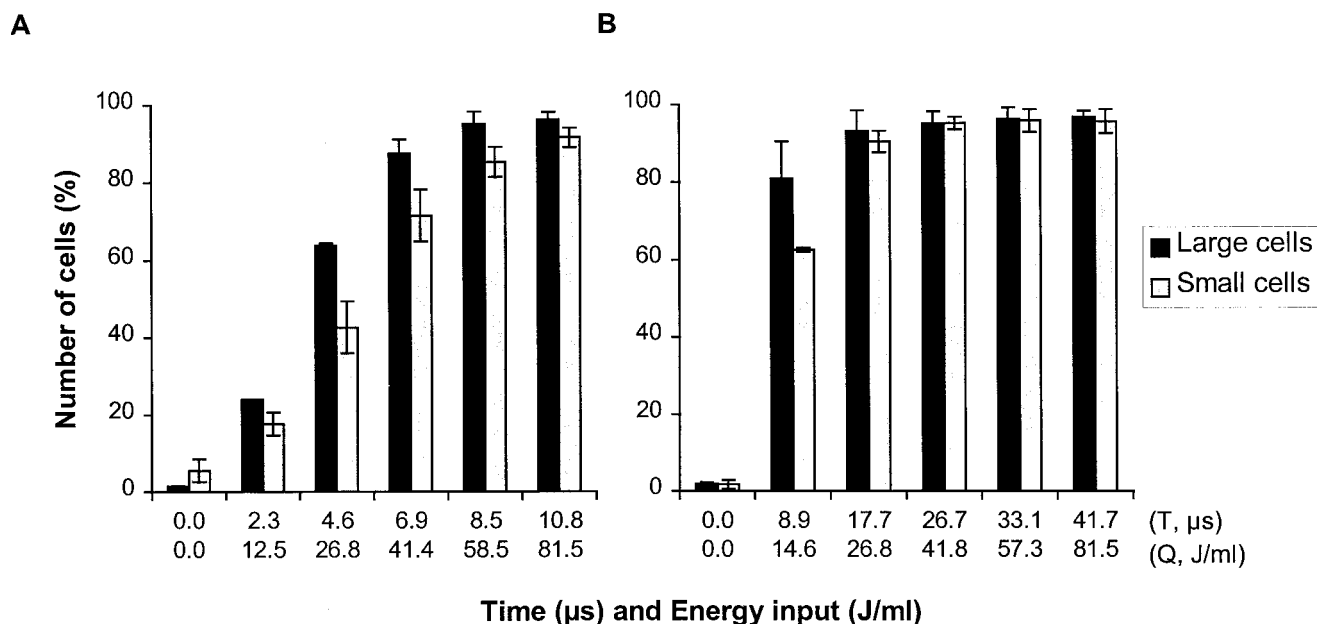 A
B
Number of cells (%)
100
80
60
40
20
0
100
80
60
40
20
0
Large cells
Small cells
0.0 2.3 4.6 6.9 8.5 10.8
0.0 12.5 26.8 41.4 58.5 81.5
0.0 8.9 17.7 26.7 33.1 41.7 (T, µs)
0.0 14.6 26.8 41.8 57.3 81.5 (Q, J/ml)
Time (µs) and Energy input (J/ml)